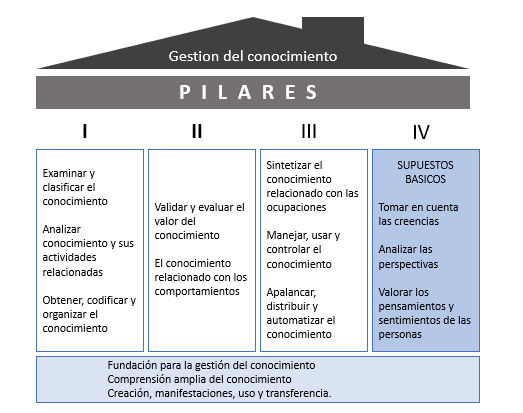 Gestion del conocimiento
PILARES
I
II
III
IV
Examinar y
clasificar el
conocimiento
Analizar
conocimiento y sus
actividades
relacionadas
Obtener, codificar y
organizar el
conocimiento
Validar y evaluar el
valor del
conocimiento
El conocimiento
relacionado con los
comportamientos
Sintetizar el
conocimiento
relacionado con las
ocupaciones
Manejar, usar y
controlar el
conocimiento
Apalancar,
distribuir y
automatizar el
conocimiento
SUPUESTOS
BASICOS
Tomar en cuenta
las creencias
Analizar las
perspectivas
Valorar los
pensamientos y
sentimientos de las
personas
Fundación para la gestión del conocimiento
Comprensión amplia del conocimiento
Creación, manifestaciones, uso y transferencia.